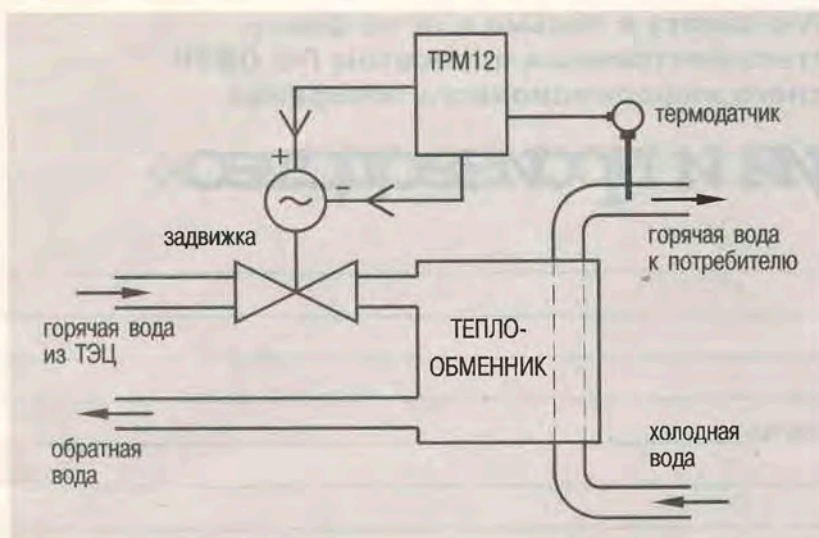 ТРМ12
термодатчик
+
–
~
задвижка
горячая вода
к потребителю
горячая вода
из ТЭЦ
ТЕПЛО-
ОБМЕННИК
обратная
вода
холодная
вода